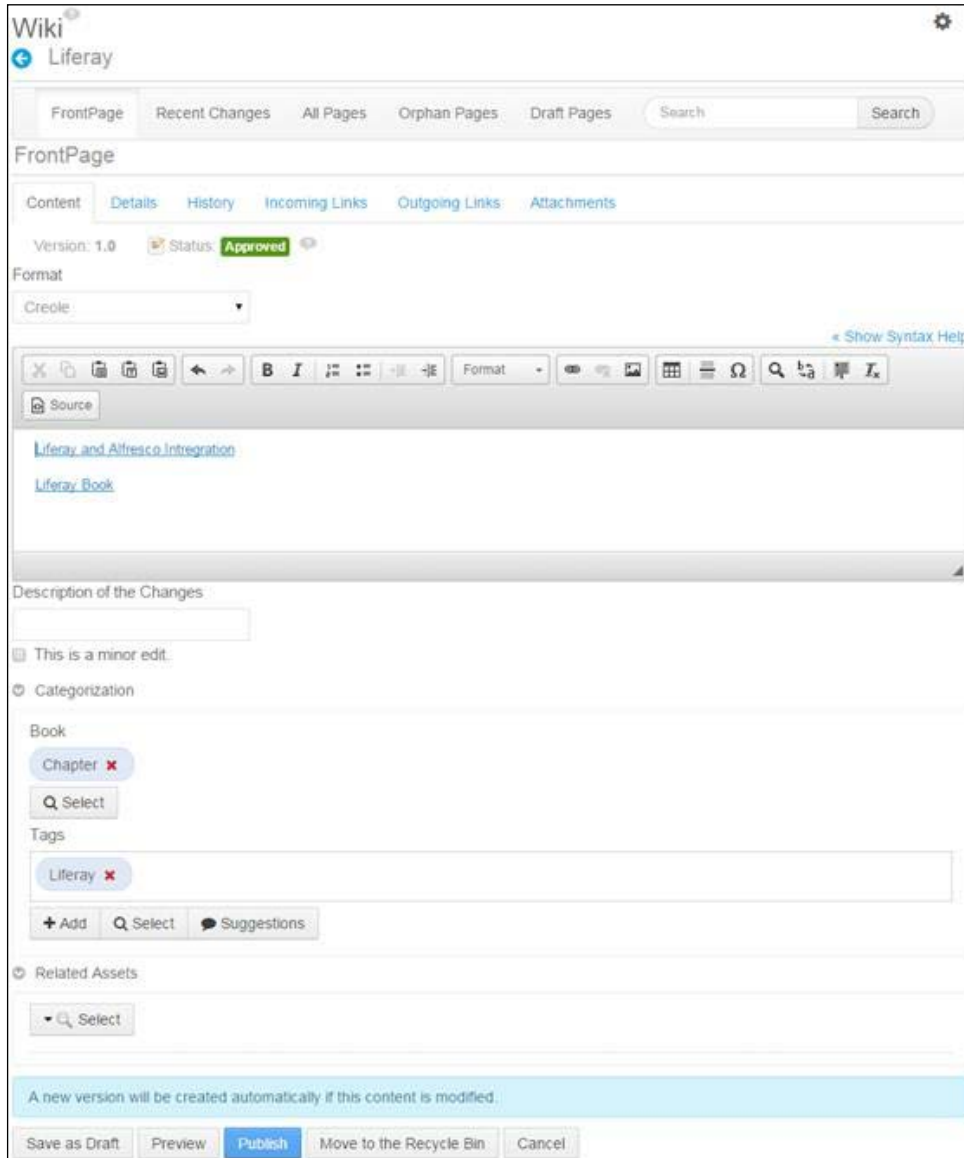 Wiki
Liferay
FrontPage Recent Changes All Pages Orphan Pages Draft Pages Search Search
FrontPage
Content Details History Incoming Links Outgoing Links Attachments
Version: 1.0 Status: Approved
Format
Creole
« Show Syntax Help
B I Format Ω
Source
Liferay and Alfresco Intregration
Liferay Book
Description of the Changes
This is a minor edit.
Categorization
Book
Chapter
Select
Tags
Liferay
Add Select Suggestions
Related Assets
Select
A new version will be created automatically if this content is modified.
Save as Draft Preview Publish Move to the Recycle Bin Cancel